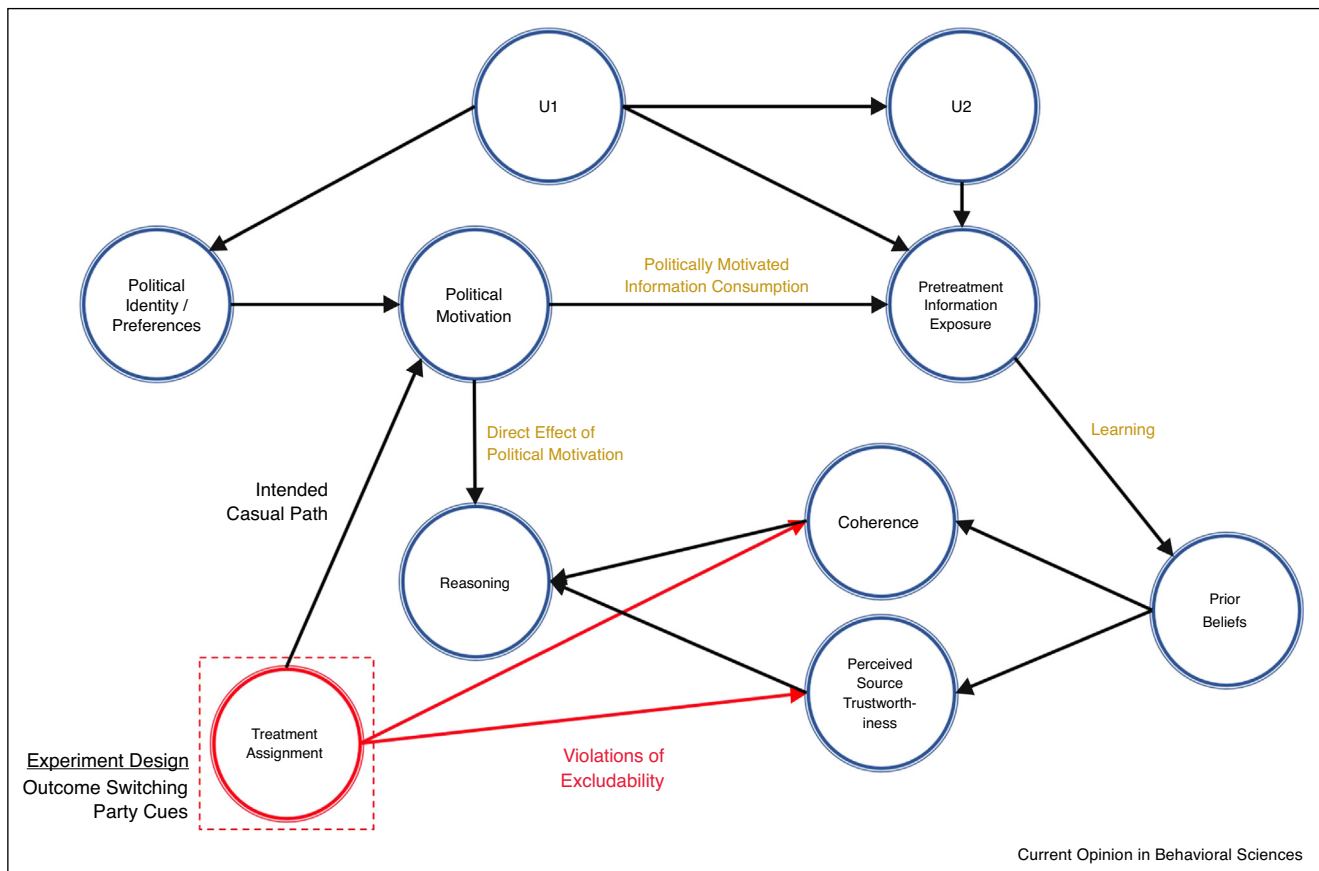 U1
U2
Political
Identity /
Preferences
Political
Motivation
Politically Motivated
Information Consumption
Pretreatment
Information
Exposure
Direct Effect of
Political Motivation
Learning
Intended
Casual Path
Coherence
Reasoning
Prior
Beliefs
Perceived
Source
Trustworth-
iness
Treatment
Assignment
Experiment Design
Outcome Switching
Party Cues
Violations of
Excludability
Current Opinion in Behavioral Sciences